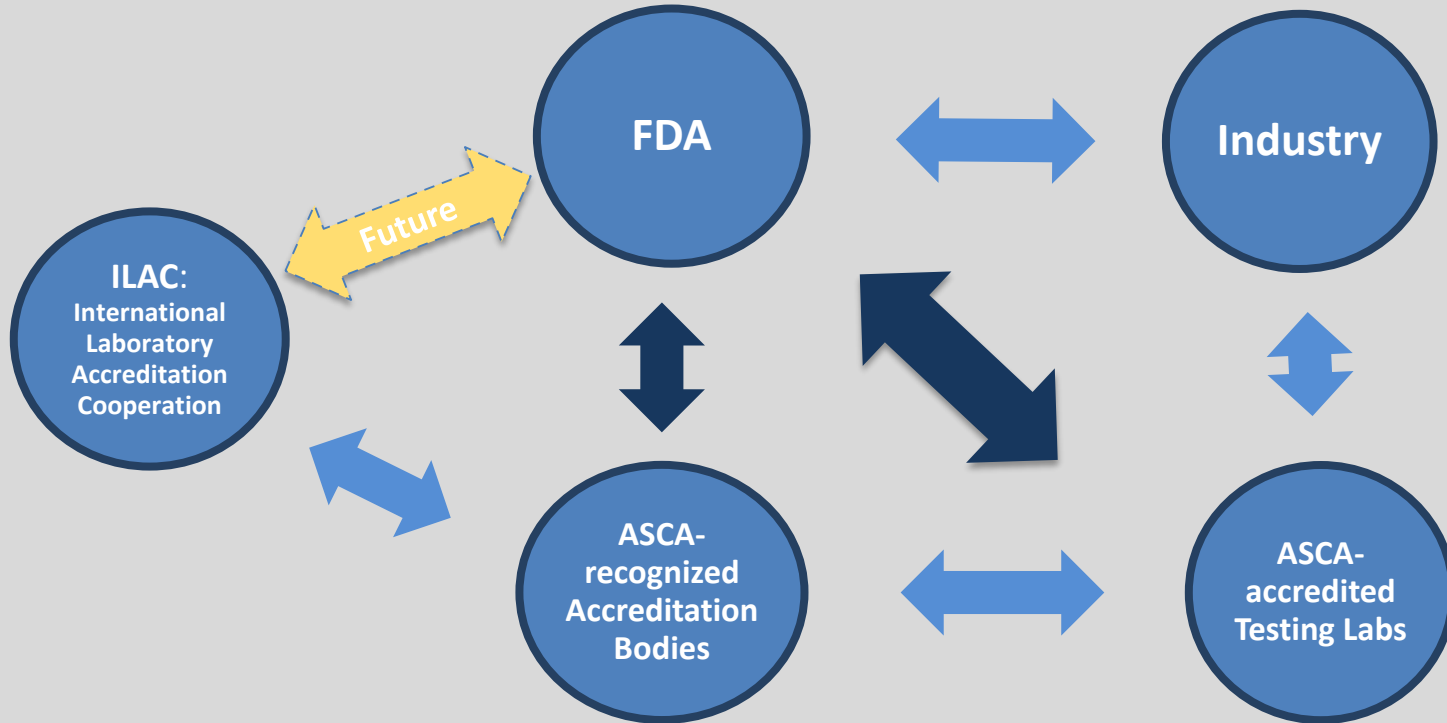 FDA
Industry
Future
ILAC:
International
Laboratory
Accreditation
Cooperation
ASCA-
recognized
Accreditation
Bodies
ASCA-
accredited
Testing Labs